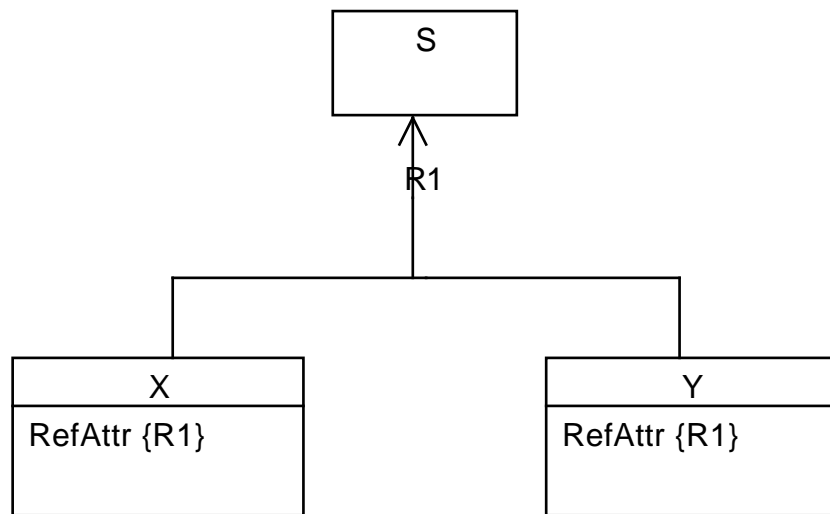 S
R1
X
Y
RefAttr {R1}
RefAttr {R1}